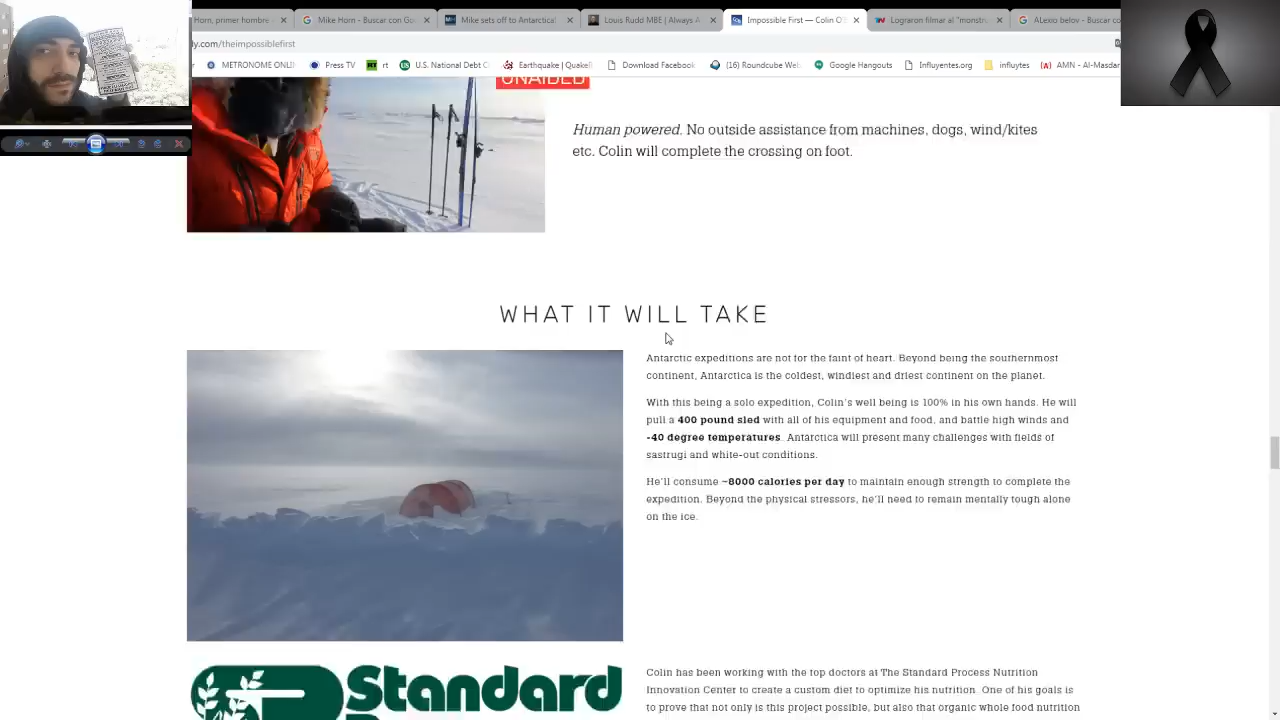 Horn, primer hombre
Mike Horn - Buscar con Go
Mike sets off to Antarctica!
Louis Rudd MBE | Always A
Impossible First — Colin O'
Lograron filmar al "monstru
ALexio belov - Buscar co
y.com/theimpossiblefirst
METRONOME ONLI
Press TV
rt
U.S. National Debt C
Earthquake | Quake
Download Facebook
(16) Roundcube Web
Google Hangouts
Influyentes.org
influytes
AMN - Al-Masdar
UNAIDED
Human powered. No outside assistance from machines, dogs, wind/kites
etc. Colin will complete the crossing on foot.
WHAT IT WILL TAKE
Antarctic expeditions are not for the faint of heart. Beyond being the southernmost
continent, Antarctica is the coldest, windiest and driest continent on the planet.
With this being a solo expedition, Colin's well being is 100% in his own hands. He will
pull a 400 pound sled with all of his equipment and food, and battle high winds and
-40 degree temperatures. Antarctica will present many challenges with fields of
sastrugi and white-out conditions.
He'll consume ~8000 calories per day to maintain enough strength to complete the
expedition. Beyond the physical stressors, he'll need to remain mentally tough alone
on the ice.
Standard
Colin has been working with the top doctors at The Standard Process Nutrition
Innovation Center to create a custom diet to optimize his nutrition. One of his goals is
to prove that not only is this project possible, but also that organic whole food nutrition